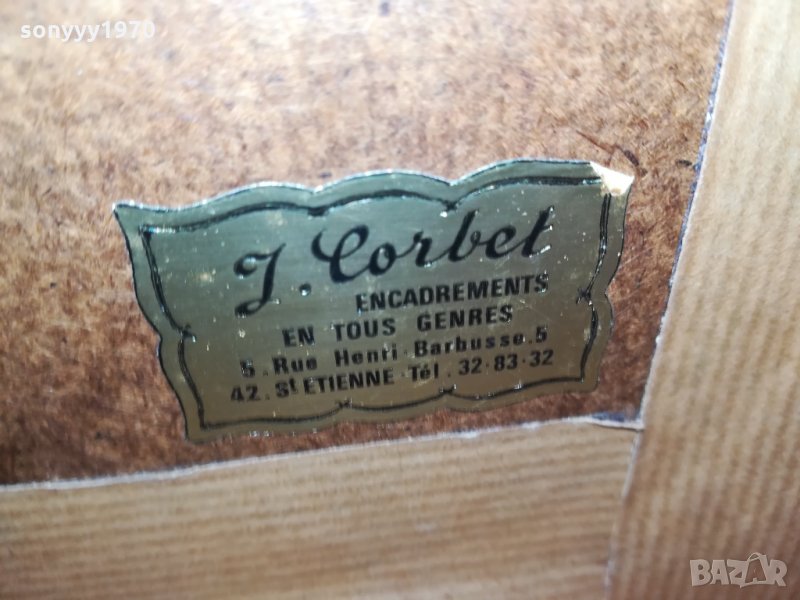 sonyyy1970
J. Corbet
ENCADREMENTS
EN TOUS GENRES
5. Rue Henri-Barbusse. 5
42. St ETIENNE - Tél. 32-83-32
BAZAR